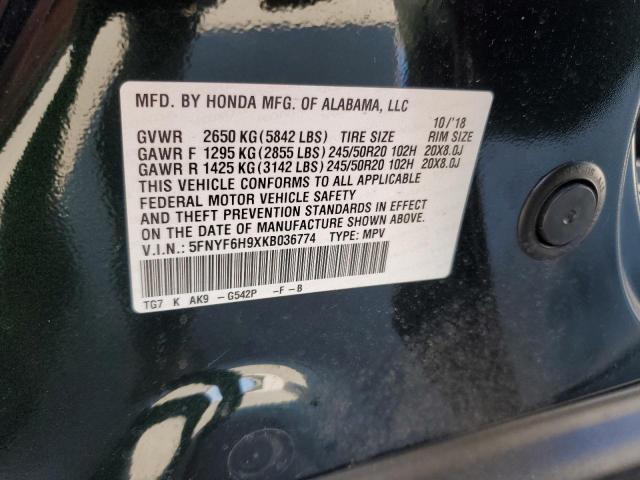 MFD. BY HONDA MFG. OF ALABAMA, LLC
10/'18
GVWR 2650 KG (5842 LBS) TIRE SIZE RIM SIZE
GAWR F 1295 KG (2855 LBS) 245/50R20 102H 20X8.0J
GAWR R 1425 KG (3142 LBS) 245/50R20 102H 20X8.0J
THIS VEHICLE CONFORMS TO ALL APPLICABLE
FEDERAL MOTOR VEHICLE SAFETY
AND THEFT PREVENTION STANDARDS IN EFFECT
ON THE DATE OF MANUFACTURE SHOWN ABOVE.
V.I.N.: 5FNYF6H9XKB036774 TYPE: MPV
TG7 K AK9 -G542P -F-B